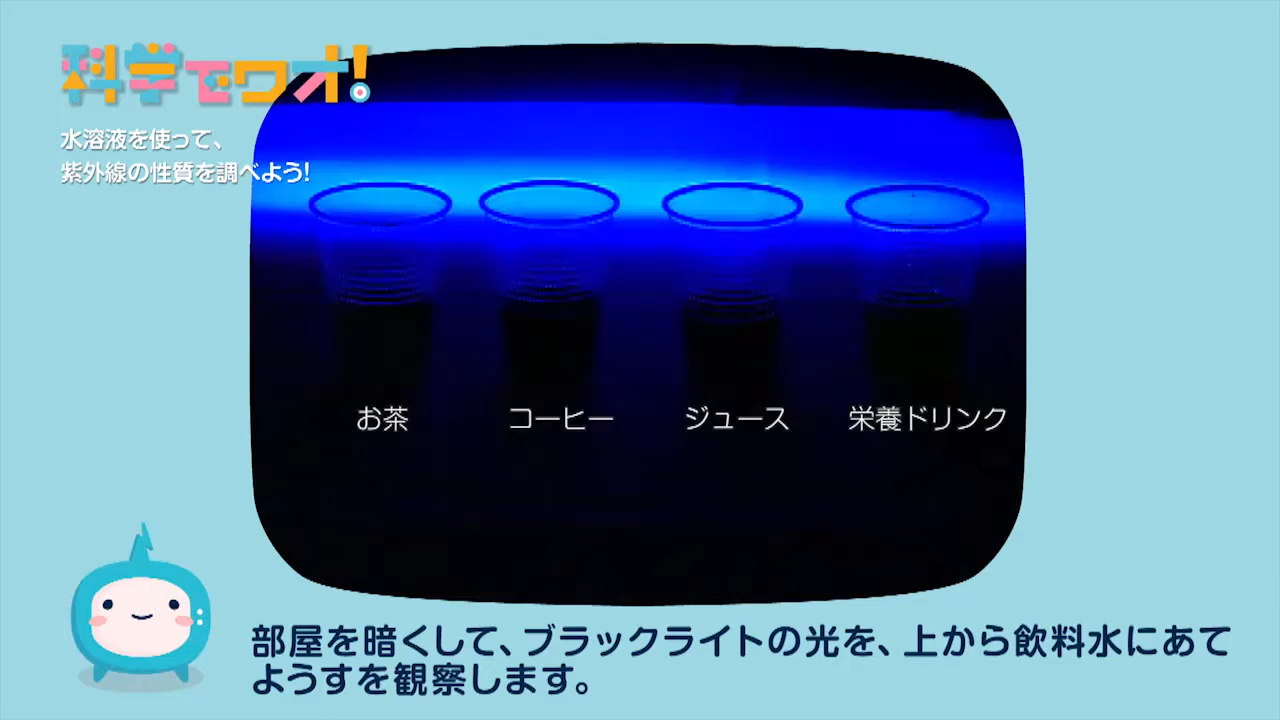 科学でワオ!
水溶液を使って、
紫外線の性質を調べよう!
お茶
コーヒー
ジュース
栄養ドリンク
部屋を暗くして、ブラックライトの光を、上から飲料水にあて
ようすを観察します。